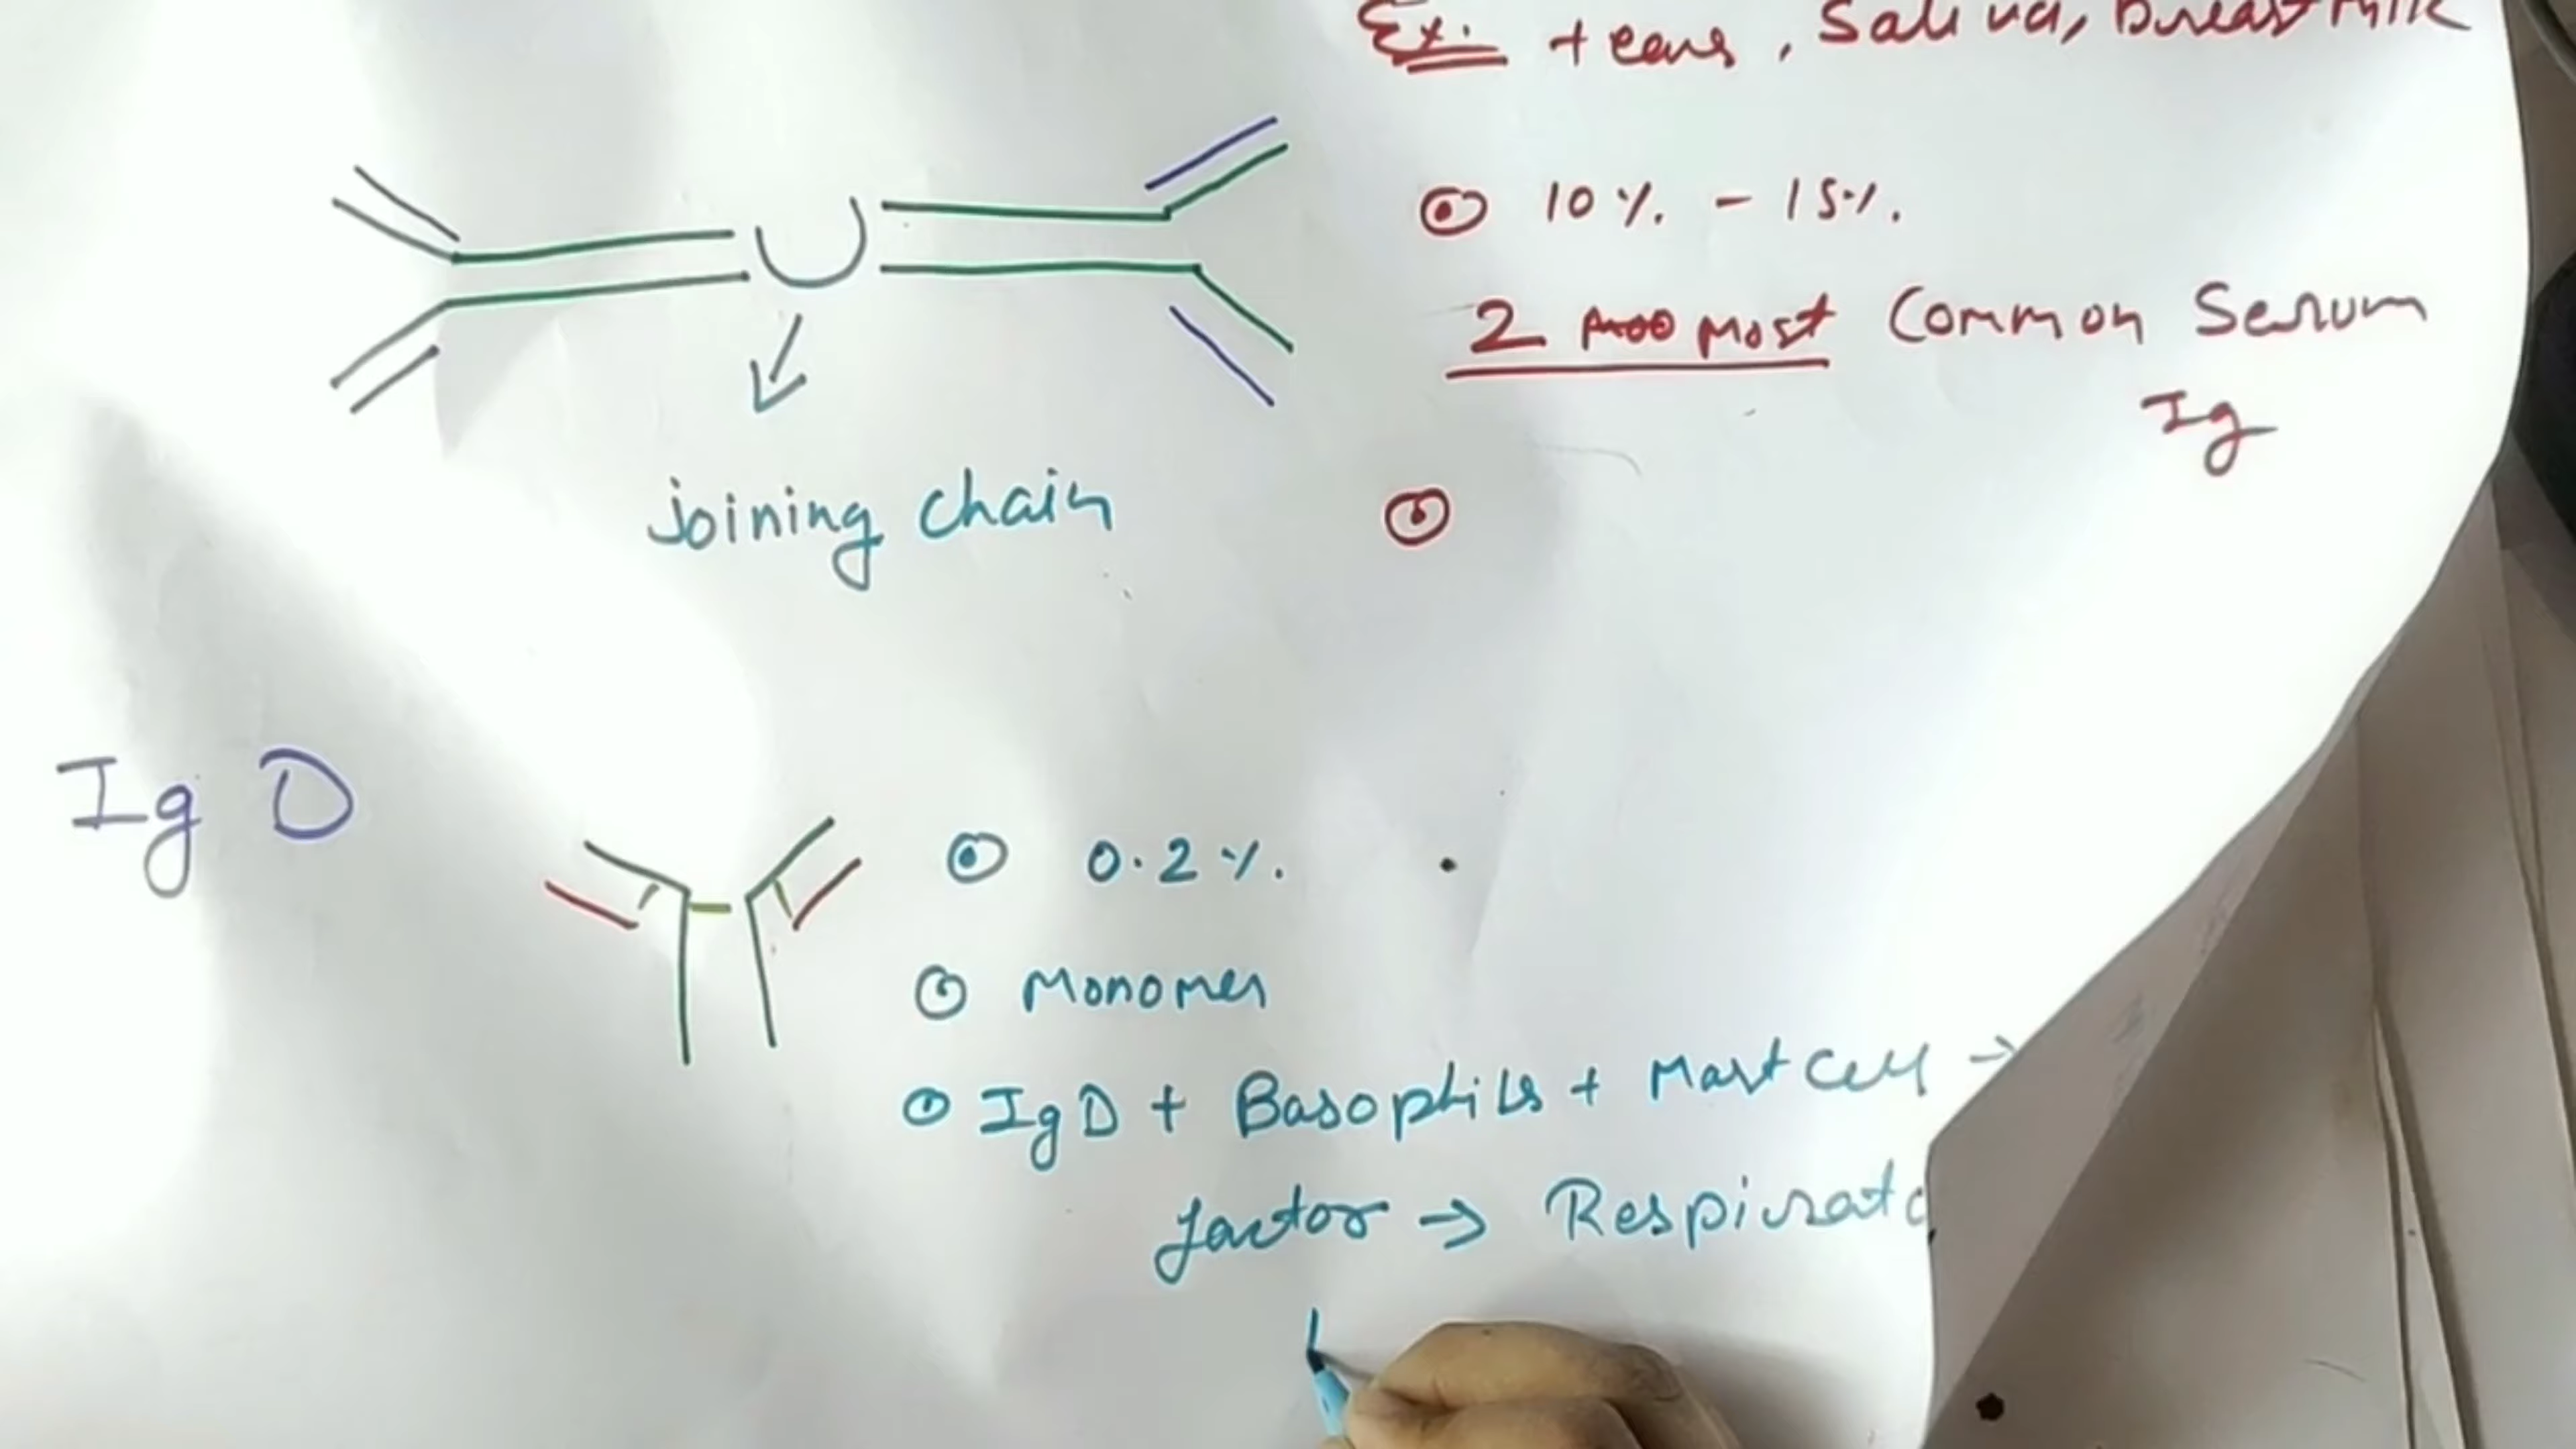 Ex. tears, Saliva, Breast Milk
10% - 15%.
2 most Common Serum
Ig
joining chain
Ig D
0.2%.
Monomer
IgD + Basophils + Mast Cell →
factor → Respirato